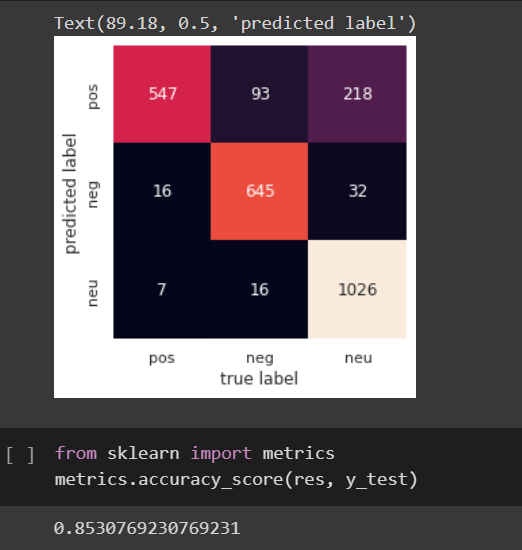 Text(89.18, 0.5, 'predicted label')
pos 547 93 218
neg 16 645 32
neu 7 16 1026
predicted label
pos neg neu
true label
[ ] from sklearn import metrics
metrics.accuracy_score(res, y_test)
0.8530769230769231